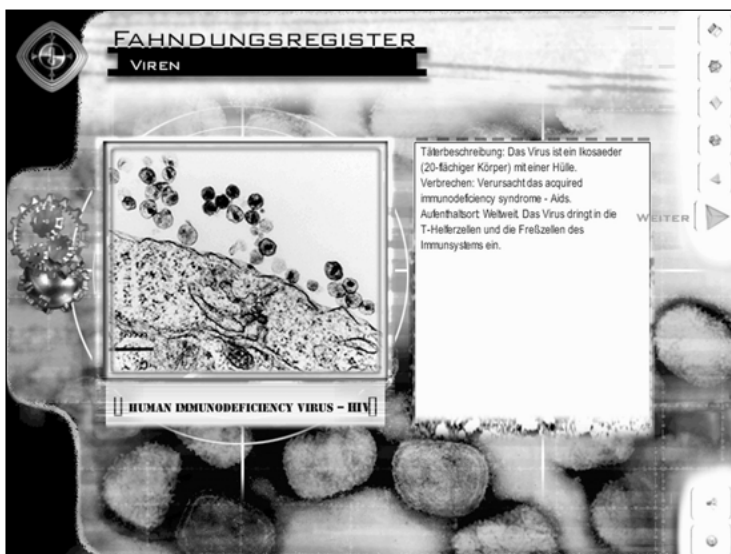 FAHNDUNGSREGISTER
VIREN
Täterbeschreibung: Das Virus ist ein Ikosaeder
(20-flächiger Körper) mit einer Hülle.
Verbrechen: Verursacht das acquired
immunodeficiency syndrome - Aids.
Aufenthaltsort: Weltweit. Das Virus dringt in die
T-Helferzellen und die Freßzellen des
Immunsystems ein.
WEITER
HUMAN IMMUNODEFICIENCY VIRUS – HIV